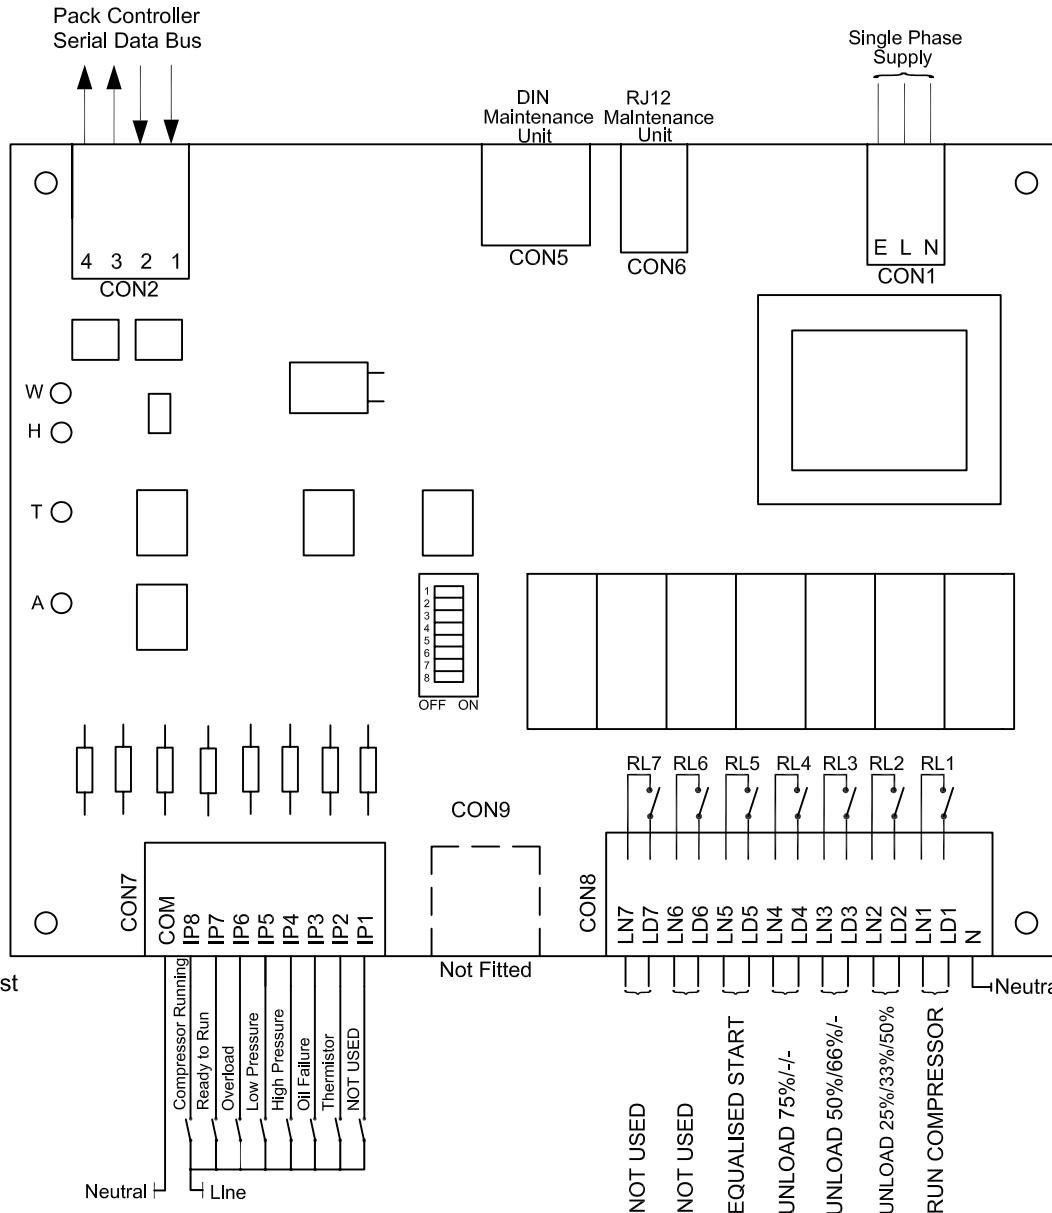 Pack Controller
Serial Data Bus
Single Phase
Supply
DIN
Maintenance
Unit
RJ12
Maintenance
Unit
4 3 2 1
CON2
CON5
CON6
E L N
CON1
W
H
T
A
1
2
3
4
5
6
7
8
OFF ON
RL7 RL6 RL5 RL4 RL3 RL2 RL1
CON9
CON7
COM
IP8
IP7
IP6
IP5
IP4
IP3
IP2
IP1
CON8
LN7
LD7
LN6
LD6
LN5
LD5
LN4
LD4
LN3
LD3
LN2
LD2
LN1
LD1
N
Not Fitted
st
Neutra
Compressor Running
Ready to Run
Overload
Low Pressure
High Pressure
Oil Failure
Thermistor
NOT USED
Neutral
Line
NOT USED
NOT USED
EQUALISED START
UNLOAD 75%/-/-
UNLOAD 50%/66%/-
UNLOAD 25%/33%/50%
RUN COMPRESSOR